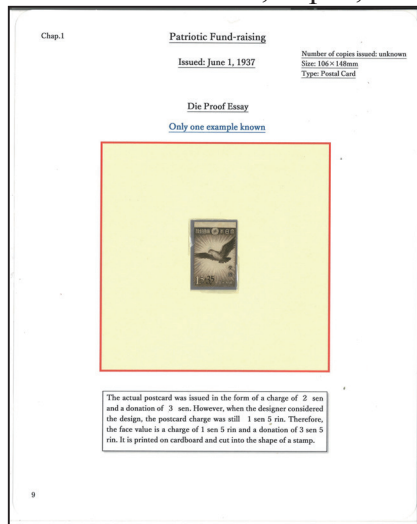 Chap.1
Patriotic Fund-raising
Issued: June 1, 1937
Number of copies issued: unknown
Size: 106×148mm
Type: Postal Card
Die Proof Essay
Only one example known
The actual postcard was issued in the form of a charge of 2 sen
and a donation of 3 sen. However, when the designer considered
the design, the postcard charge was still 1 sen 5 rin. Therefore,
the face value is a charge of 1 sen 5 rin and a donation of 3 sen 5
rin. It is printed on cardboard and cut into the shape of a stamp.
9